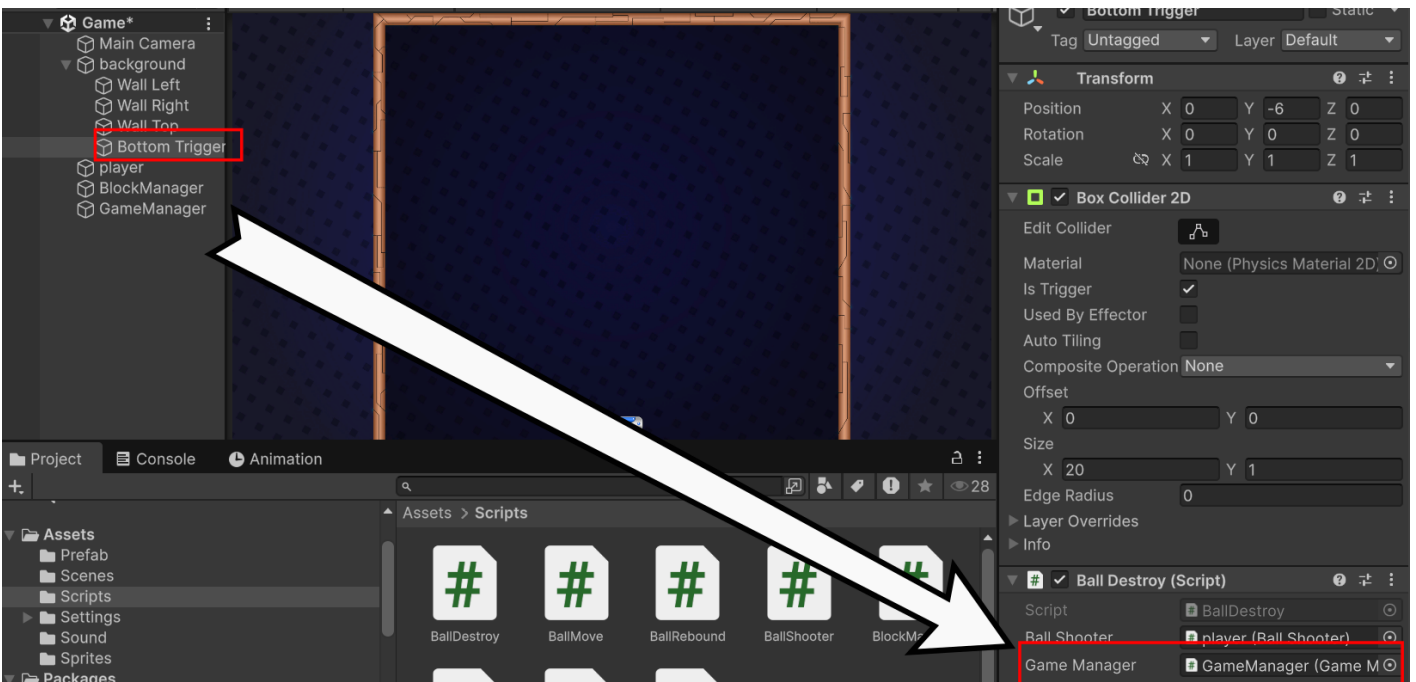 Game*
Main Camera
background
Wall Left
Wall Right
Wall Top
Bottom Trigger
player
BlockManager
GameManager
Project
Console
Animation
28
Assets > Scripts
Assets
Prefab
Scenes
Scripts
Settings
Sound
Sprites
Packages
BallDestroy
BallMove
BallRebound
BallShooter
Bottom Trigger
Static
Tag Untagged
Layer Default
Transform
Position X 0 Y -6 Z 0
Rotation X 0 Y 0 Z 0
Scale X 1 Y 1 Z 1
Box Collider 2D
Edit Collider
Material None (Physics Material 2D)
Is Trigger
Used By Effector
Auto Tiling
Composite Operation None
Offset
X 0 Y 0
Size
X 20 Y 1
Edge Radius 0
Layer Overrides
Info
# Ball Destroy (Script)
Script # BallDestroy
Ball Shooter # player (Ball Shooter)
Game Manager # GameManager (Game M